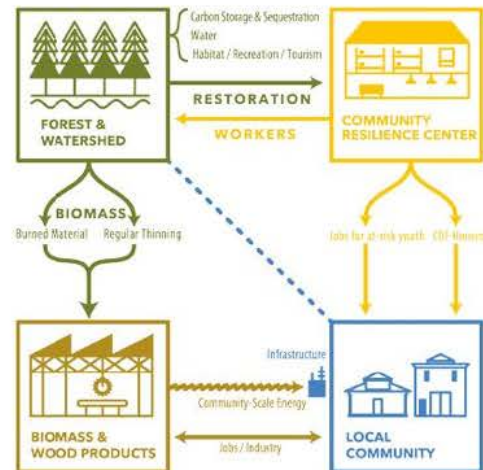 Carbon Storage & Sequestration
Water
Habitat / Recreation / Tourism
RESTORATION
WORKERS
FOREST &
WATERSHED
COMMUNITY
RESILIENCE CENTER
BIOMASS
Burned Material
Regular Thinning
Jobs for at-risk youth
Infrastructure
Community-Scale Energy
Jobs / Industry
BIOMASS &
WOOD PRODUCTS
LOCAL
COMMUNITY